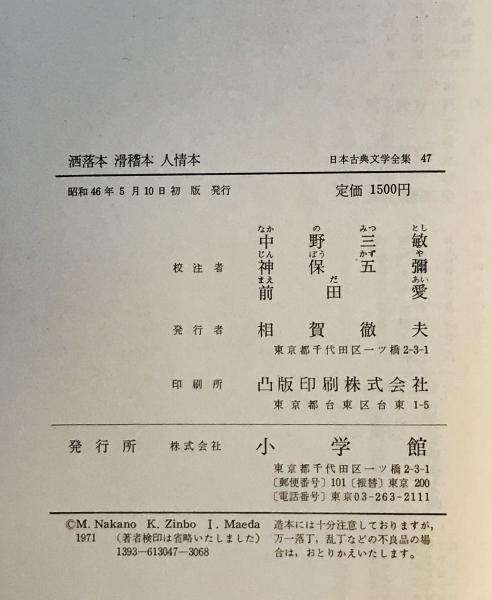 洒落本 滑稽本 人情本 日本古典文学全集 47
昭和46年5月10日初 版 発行 定価 1500円
なか の みつ とし
中野三敏
じん ぼう かず や
校注者 神保五彌
まえ だ あい
前田愛
発行者 相賀徹夫
東京都千代田区一ツ橋2-3-1
印刷所 凸版印刷株式会社
東京都台東区台東 1-5
発行所 株式会社 小学館
東京都千代田区一ツ橋2-3-1
〔郵便番号〕101〔振替〕東京 200
〔電話番号〕東京03-263-2111
©M. Nakano K. Zinbo I. Maeda
1971 (著者検印は省略いたしました)
1393-613047-3068
造本には十分注意しておりますが,
万一落丁,乱丁などの不良品の場
合は,おとりかえいたします。